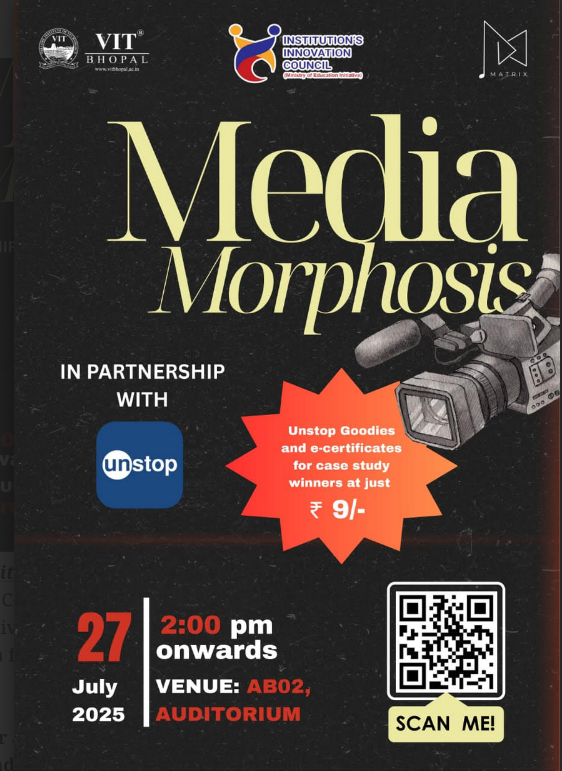 VIT®
BHOPAL
www.vitbhopal.ac.in
INSTITUTION'S
INNOVATION
COUNCIL
(Ministry of Education Initiative)
MATRIX
Media
Morphosis
IN PARTNERSHIP
WITH
unstop
Unstop Goodies
and e-certificates
for case study
winners at just
₹ 9/-
27
July
2025
2:00 pm
onwards
VENUE: AB02,
AUDITORIUM
SCAN ME!